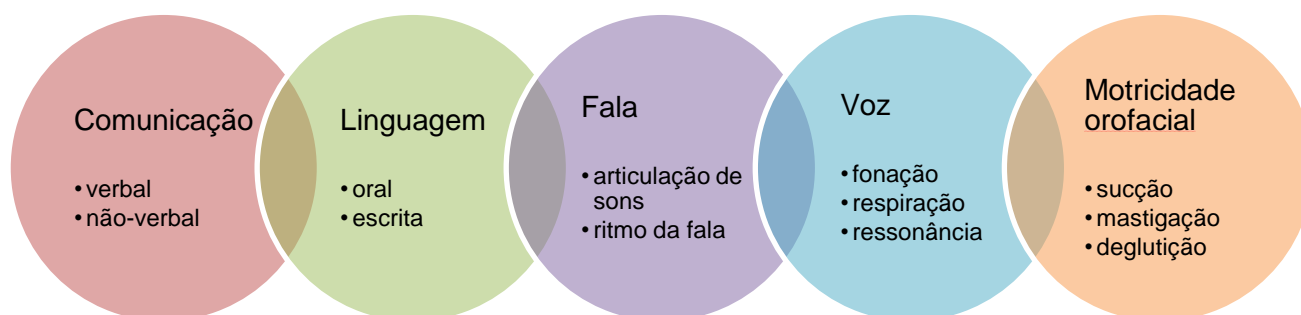 Comunicação
• verbal
• não-verbal
Linguagem
• oral
• escrita
Fala
• articulação de
sons
• ritmo da fala
Voz
• fonação
• respiração
• ressonância
Motricidade
orofacial
• sucção
• mastigação
• deglutição